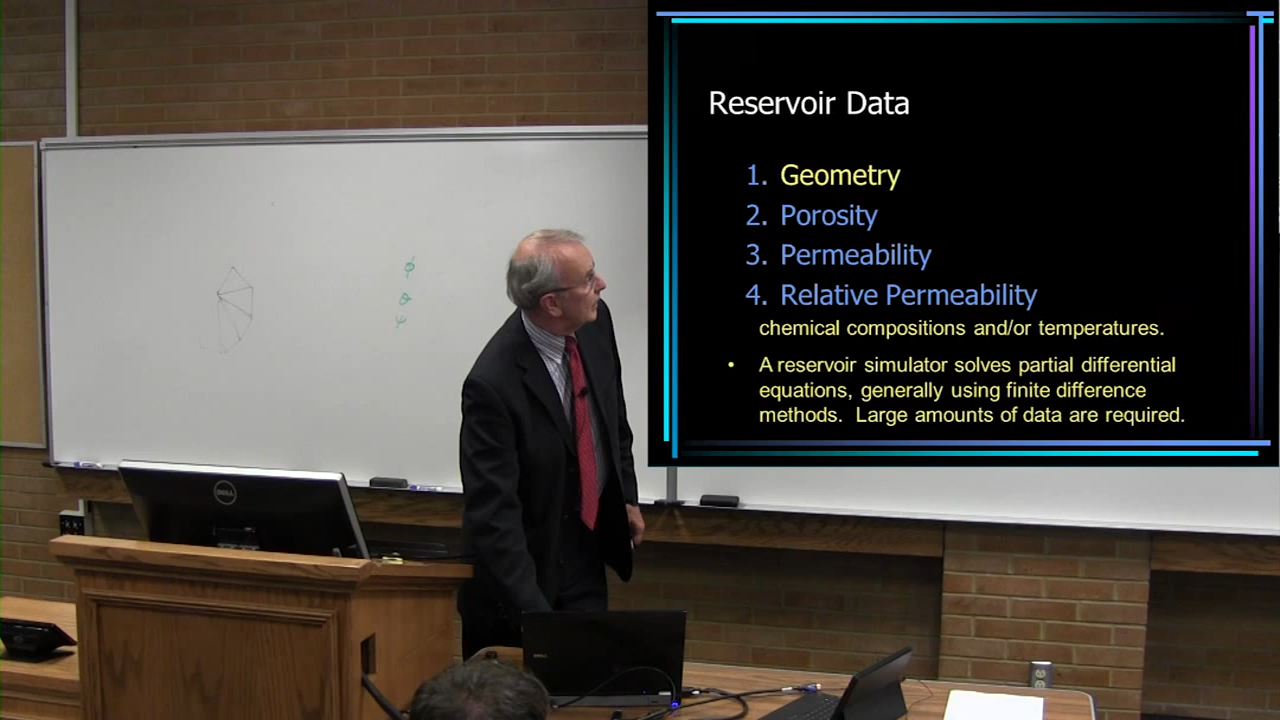 Reservoir Data
1. Geometry
2. Porosity
3. Permeability
4. Relative Permeability
chemical compositions and/or temperatures.
• A reservoir simulator solves partial differential
equations, generally using finite difference
methods. Large amounts of data are required.
ϕ
θ
ψ
DELL